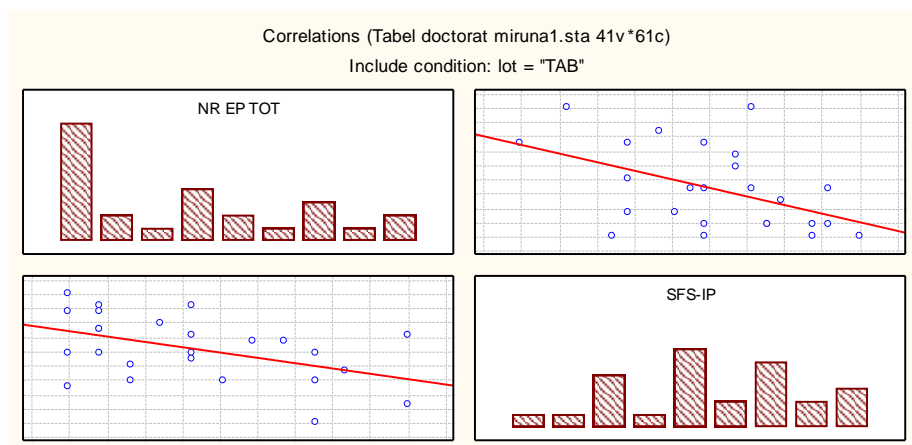 Correlations (Tabel doctorat miruna1.sta 41v*61c)
Include condition: lot = "TAB"
NR EP TOT
SFS-IP